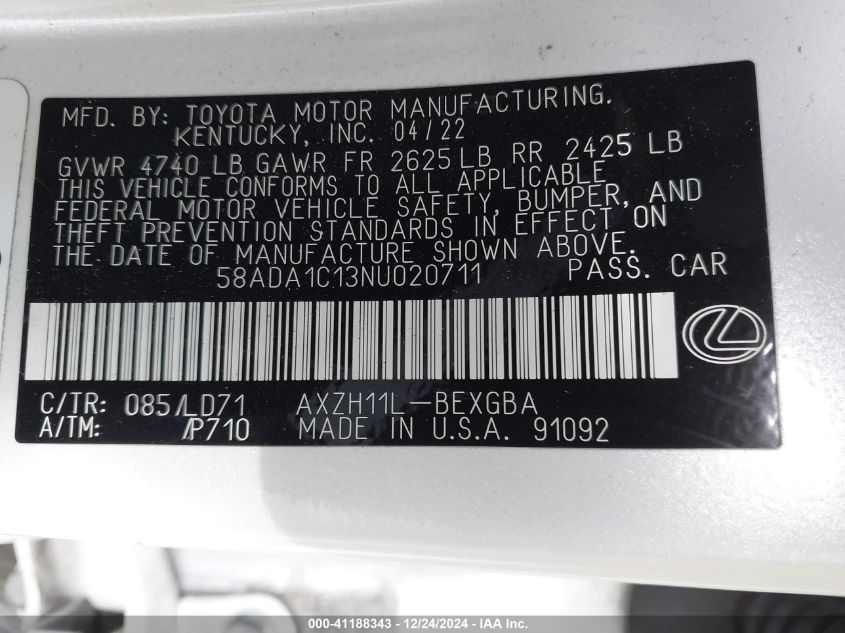 MFD. BY: TOYOTA MOTOR MANUFACTURING.
KENTUCKY, INC. 04/22
GVWR 4740 LB GAWR FR 2625 LB RR 2425 LB
THIS VEHICLE CONFORMS TO ALL APPLICABLE
FEDERAL MOTOR VEHICLE SAFETY, BUMPER, AND
THEFT PREVENTION STANDARDS IN EFFECT ON
THE DATE OF MANUFACTURE SHOWN ABOVE.
58ADA1C13NU020711 PASS. CAR
C/TR: 085/LD71 AXZH11L-BEXGBA
A/TM: /P710 MADE IN U.S.A. 91092
000-41188343 - 12/24/2024 - IAA Inc.